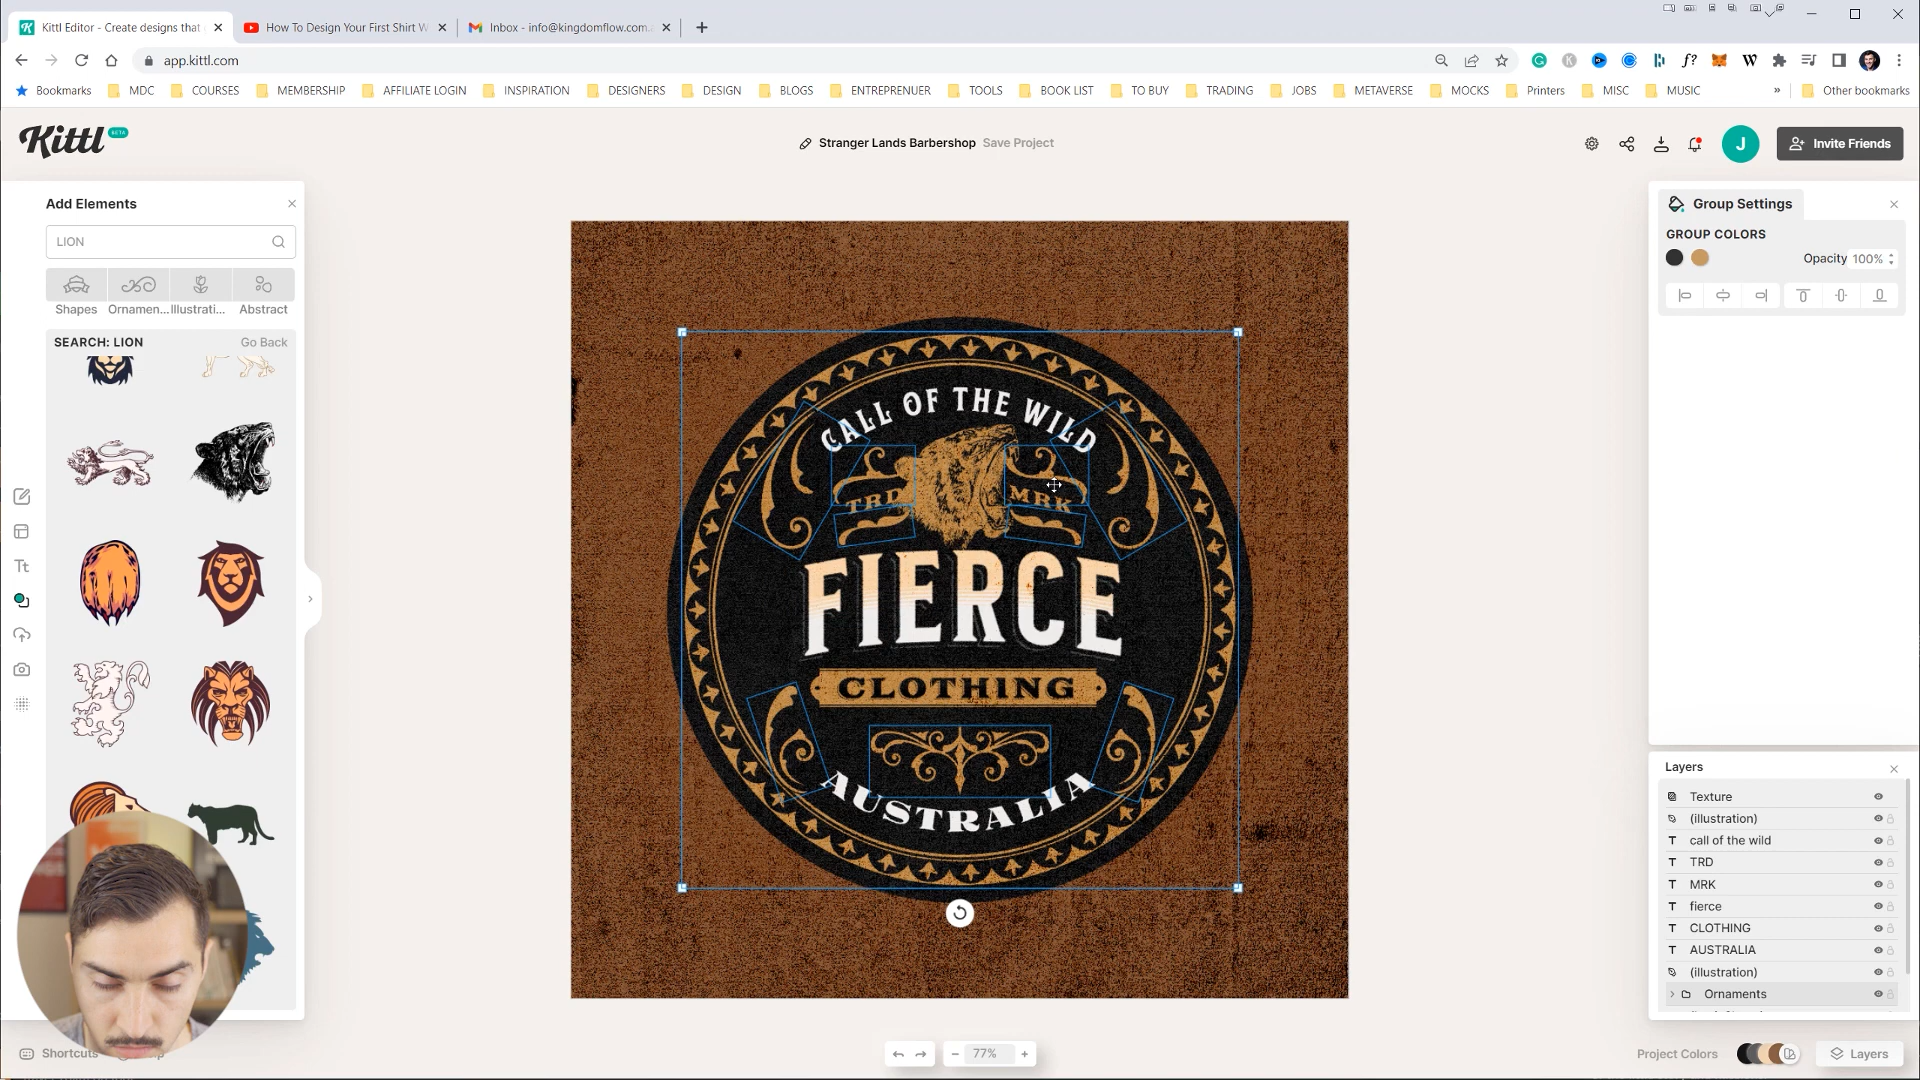 Kittl Editor - Create designs that
How To Design Your First Shirt W
Inbox - info@kingdomflow.com.
app.kittl.com
Bookmarks
MDC
COURSES
MEMBERSHIP
AFFILIATE LOGIN
INSPIRATION
DESIGNERS
DESIGN
BLOGS
ENTREPRENUER
TOOLS
BOOK LIST
TO BUY
TRADING
JOBS
METAVERSE
MOCKS
Printers
MISC
MUSIC
»
Other bookmarks
Kittl BETA
Stranger Lands Barbershop Save Project
J
Invite Friends
Add Elements
LION
Shapes
Ornamen...
Illustrati...
Abstract
SEARCH: LION
Go Back
CALL OF THE WILD
TRD
MRK
FIERCE
CLOTHING
AUSTRALIA
Group Settings
GROUP COLORS
Opacity 100%
Layers
Texture
(illustration)
call of the wild
TRD
MRK
fierce
CLOTHING
AUSTRALIA
(illustration)
Ornaments
Shortcuts
77%
Project Colors
Layers